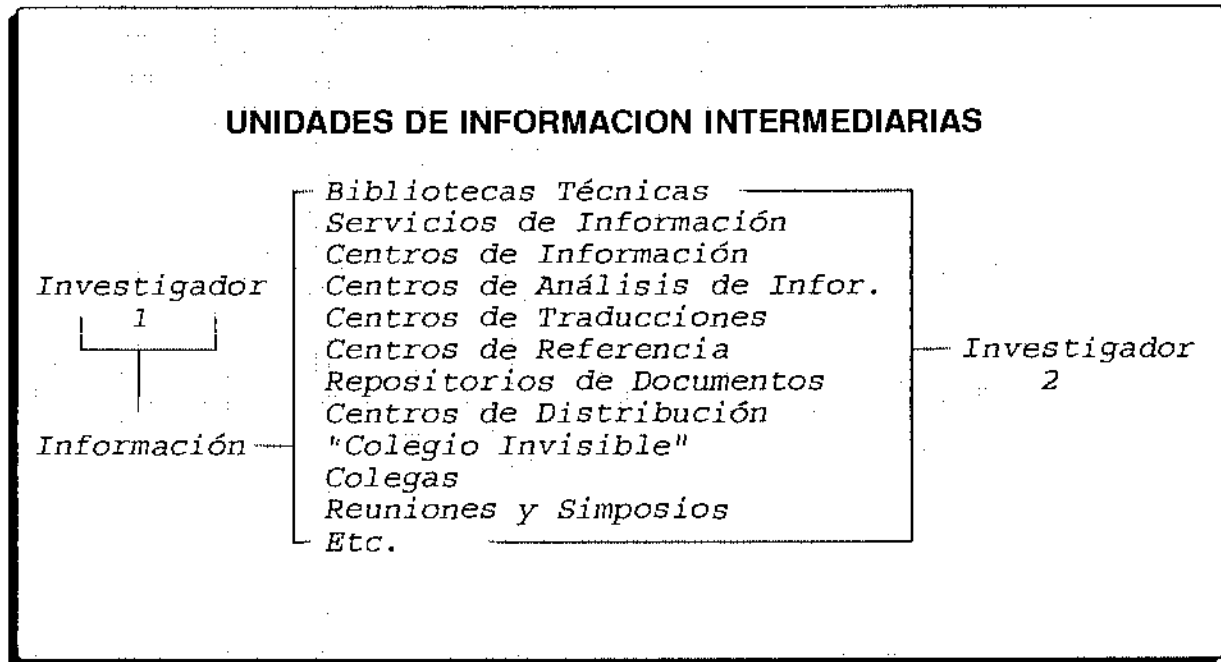 UNIDADES DE INFORMACION INTERMEDIARIAS
Bibliotecas Técnicas
Servicios de Información
Centros de Información
Investigador
Centros de Análisis de Infor.
1
Centros de Traducciones
Centros de Referencia
Investigador
Repositorios de Documentos
2
Centros de Distribución
Información
"Colegio Invisible"
Colegas
Reuniones y Simposios
Etc.